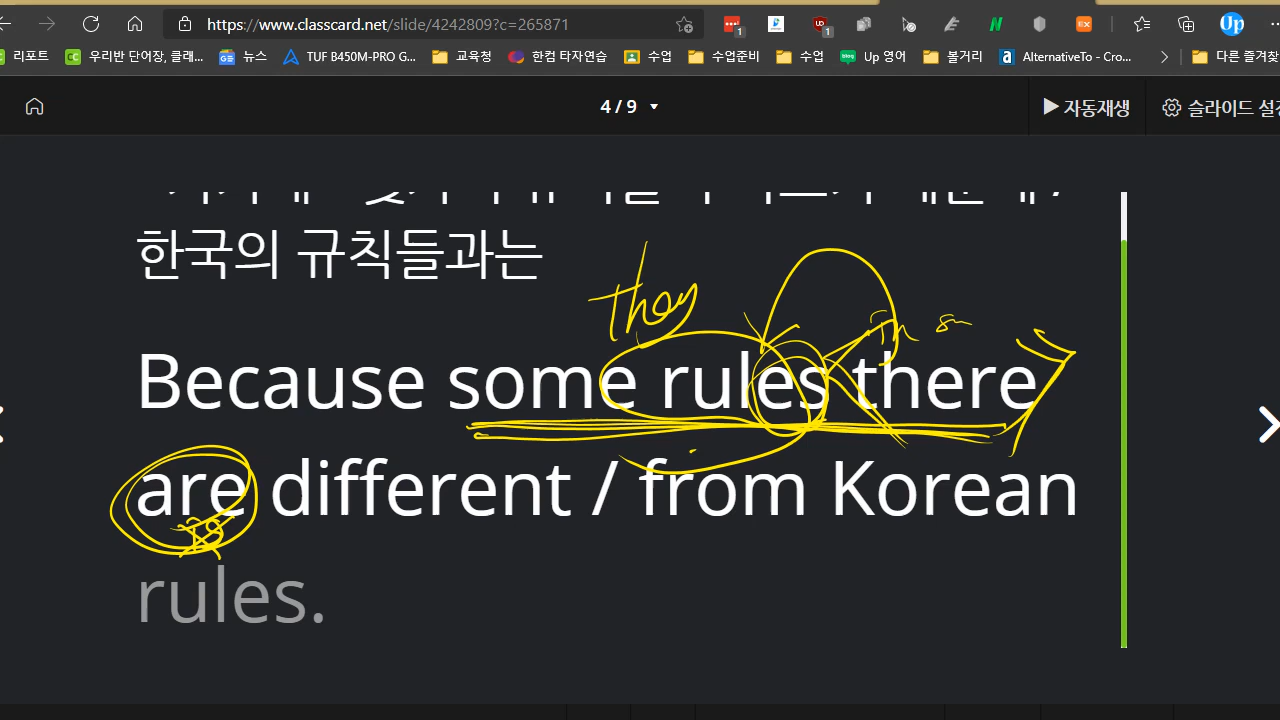 https://www.classcard.net/slide/4242809?c=265871
리포트 우리반 단어장, 클래... 뉴스 TUF B450M-PRO G... 교육청 한컴 타자연습 수업 수업준비 수업 Up 영어 볼거리 AlternativeTo - Cro... 다른 즐겨찾
4 / 9 자동재생 슬라이드 설정
한국의 규칙들과는
they
Because some rules there
are different / from Korean
is
rules.